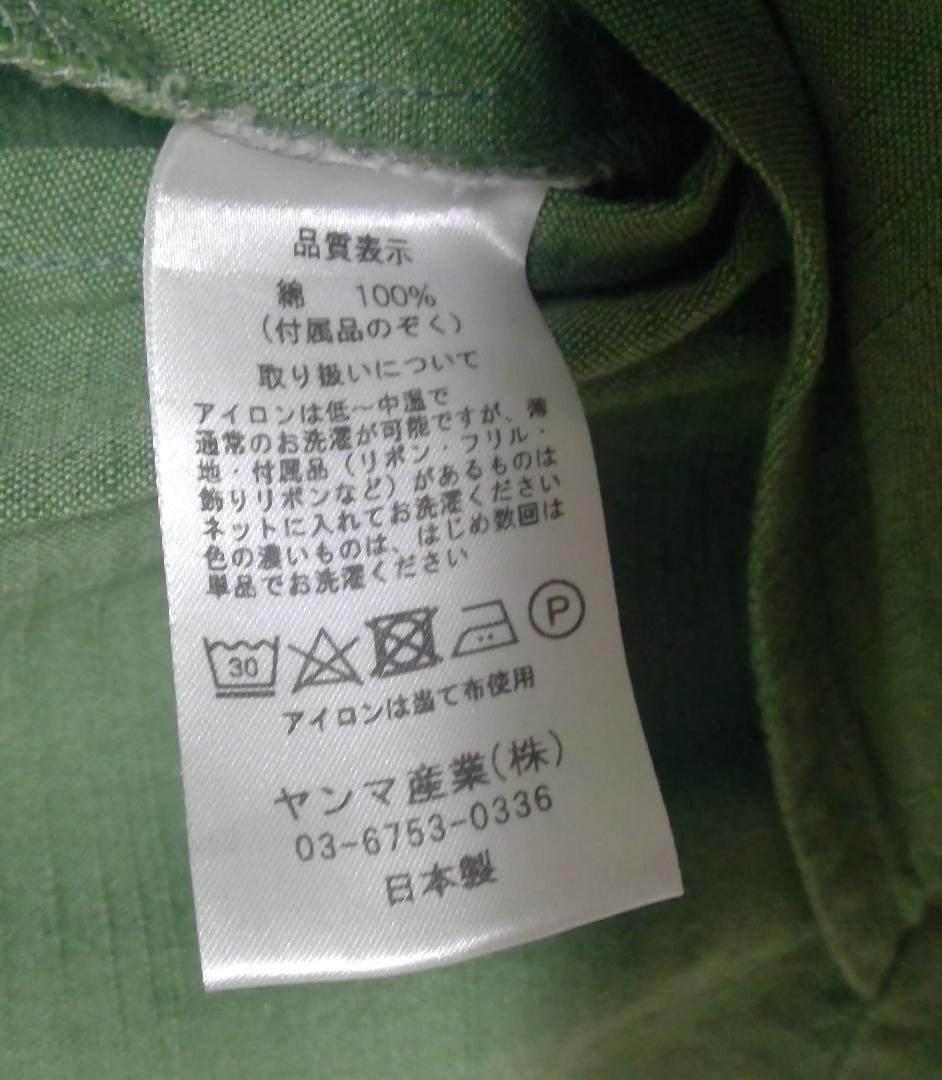 品質表示
綿　100%
（付属品のぞく）
取り扱いについて
アイロンは低～中温で
通常のお洗濯が可能ですが、薄
地・付属品（リボン・フリル・
飾りリボンなど）があるものは
ネットに入れてお洗濯ください
色の濃いものは、はじめ数回は
単品でお洗濯ください
30 P
アイロンは当て布使用
ヤンマ産業(株)
03-6753-0336
日本製